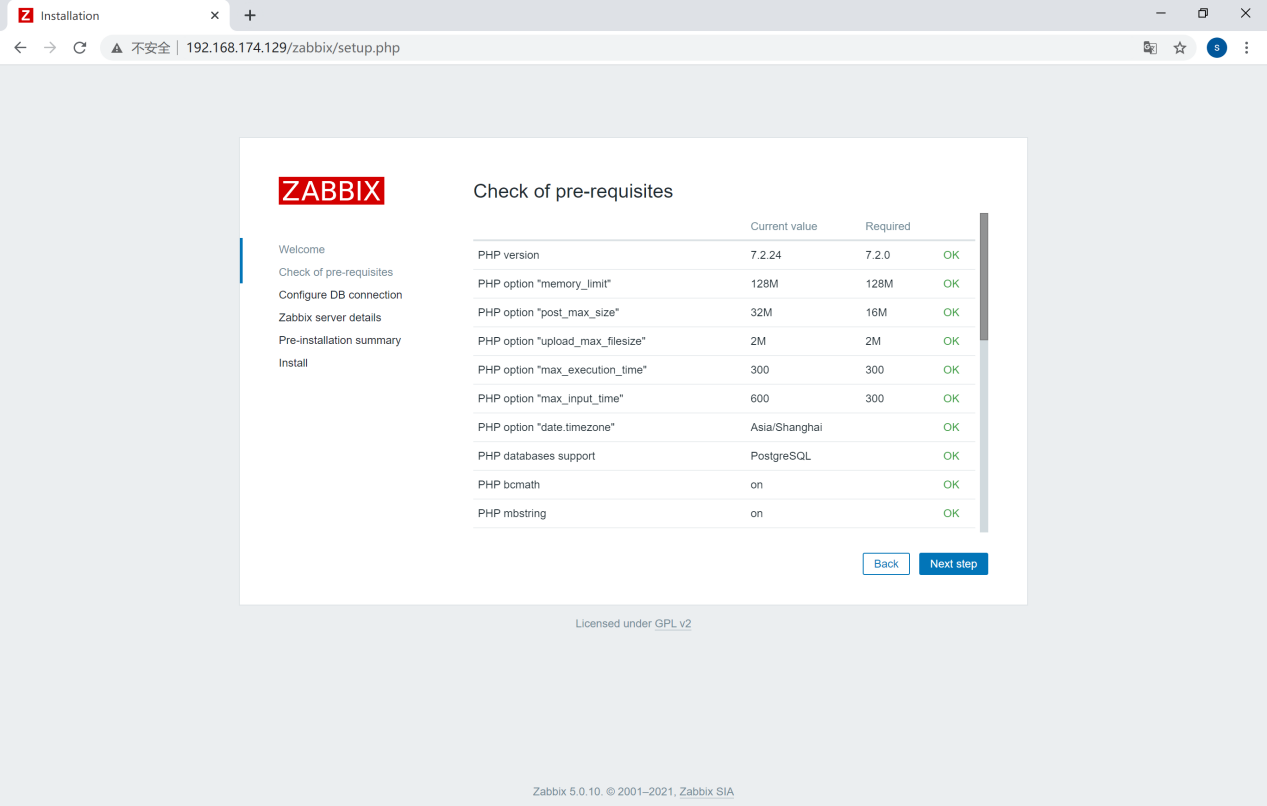 Z Installation
不安全 192.168.174.129/zabbix/setup.php
s
ZABBIX
Welcome
Check of pre-requisites
Configure DB connection
Zabbix server details
Pre-installation summary
Install
Check of pre-requisites
Current value Required
PHP version 7.2.24 7.2.0 OK
PHP option "memory_limit" 128M 128M OK
PHP option "post_max_size" 32M 16M OK
PHP option "upload_max_filesize" 2M 2M OK
PHP option "max_execution_time" 300 300 OK
PHP option "max_input_time" 600 300 OK
PHP option "date.timezone" Asia/Shanghai OK
PHP databases support PostgreSQL OK
PHP bcmath on OK
PHP mbstring on OK
Back Next step
Licensed under GPL v2
Zabbix 5.0.10. © 2001–2021, Zabbix SIA